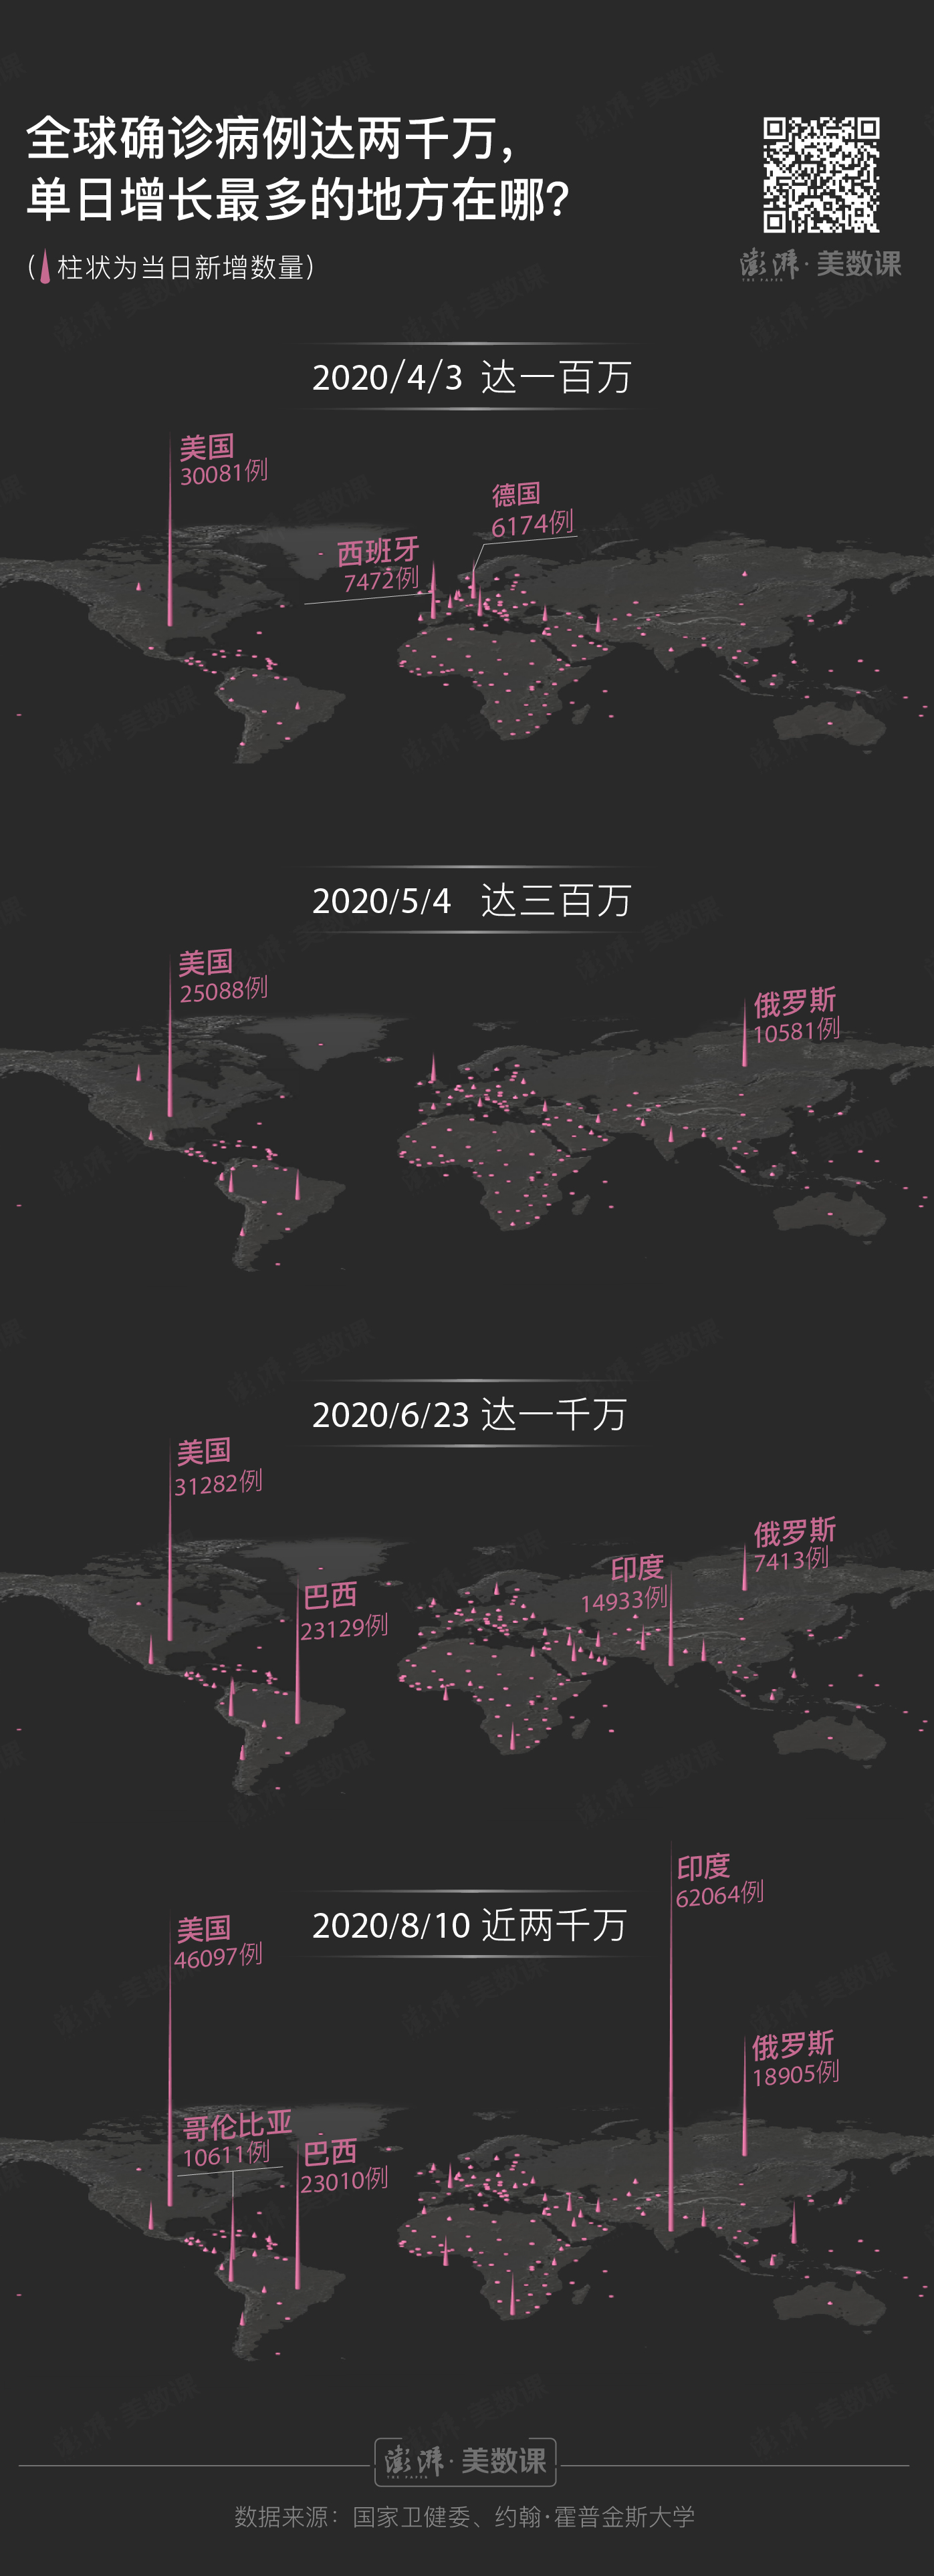 全球确诊病例达两千万，
单日增长最多的地方在哪？
（柱状为当日新增数量）
澎湃·美数课
THE PAPER
2020/4/3 达一百万
美国
30081例
德国
6174例
西班牙
7472例
2020/5/4 达三百万
美国
25088例
俄罗斯
10581例
2020/6/23 达一千万
美国
31282例
俄罗斯
7413例
印度
14933例
巴西
23129例
2020/8/10 近两千万
印度
62064例
美国
46097例
俄罗斯
18905例
哥伦比亚
10611例
巴西
23010例
澎湃·美数课
THE PAPER
数据来源：国家卫健委、约翰·霍普金斯大学